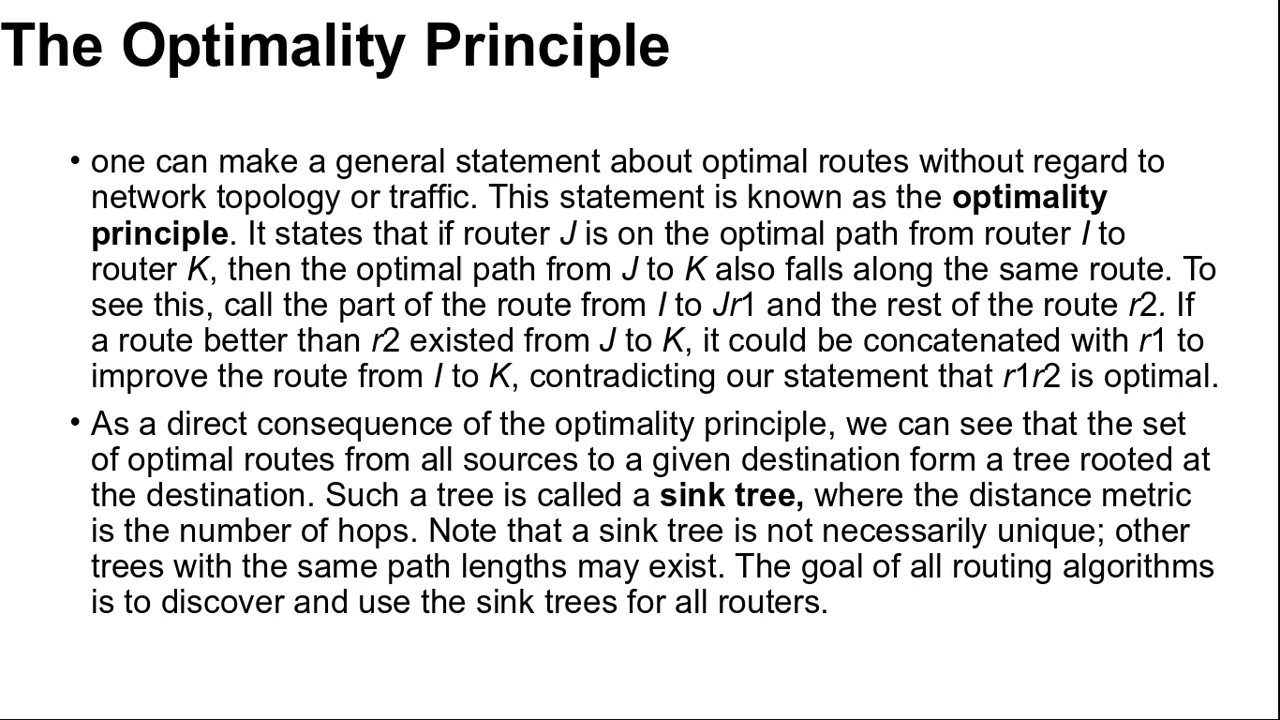 The Optimality Principle
• one can make a general statement about optimal routes without regard to
network topology or traffic. This statement is known as the optimality
principle. It states that if router J is on the optimal path from router I to
router K, then the optimal path from J to K also falls along the same route. To
see this, call the part of the route from I to Jr1 and the rest of the route r2. If
a route better than r2 existed from J to K, it could be concatenated with r1 to
improve the route from I to K, contradicting our statement that r1r2 is optimal.
• As a direct consequence of the optimality principle, we can see that the set
of optimal routes from all sources to a given destination form a tree rooted at
the destination. Such a tree is called a sink tree, where the distance metric
is the number of hops. Note that a sink tree is not necessarily unique; other
trees with the same path lengths may exist. The goal of all routing algorithms
is to discover and use the sink trees for all routers.